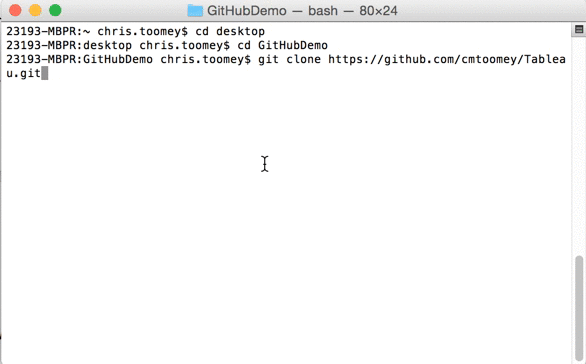 GitHubDemo — bash — 80×24
23193-MBPR:~ chris.toomey$ cd desktop
23193-MBPR:desktop chris.toomey$ cd GitHubDemo
23193-MBPR:GitHubDemo chris.toomey$ git clone https://github.com/cmtoomey/Tablea
u.git